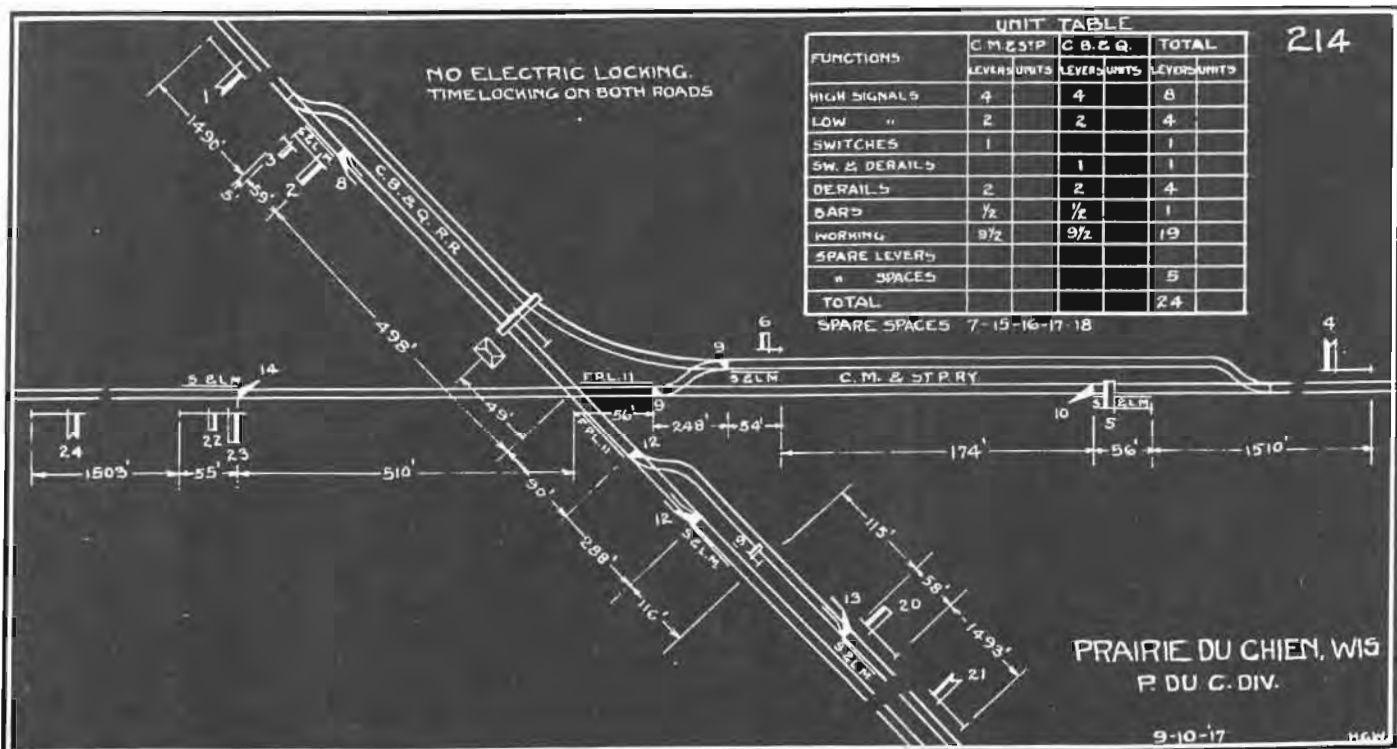 UNIT TABLE
214
FUNCTIONS C.M.&STP C.B.& Q. TOTAL
LEVERS UNITS LEVERS UNITS LEVERS UNITS
HIGH SIGNALS 4 4 8
LOW " 2 2 4
SWITCHES 1 1
SW. & DERAILS 1 1
DERAILS 2 2 4
BARS 1/2 1/2 1
WORKING 9 1/2 9 1/2 19
SPARE LEVERS
" SPACES 5
TOTAL 24
SPARE SPACES 7-15-16-17-18
NO ELECTRIC LOCKING.
TIME LOCKING ON BOTH ROADS
1
1490'
3
S.&L.M.
2
8
5'
59'
C.B.&Q. R.R.
498'
6
4
9
S&LM
14
F.P.L.11
S&LM
C.M. & ST P. RY.
9
10
S.&L.M.
5
24
22
23
49'
56'
248'
54'
174'
56'
1510'
1503'
55'
510'
F.P.L.11
12
90'
12
S.&L.M.
288'
116'
115'
58'
1493'
13
20
S.&L.M.
21
PRAIRIE DU CHIEN, WIS
P. DU C. DIV.
9-10-17